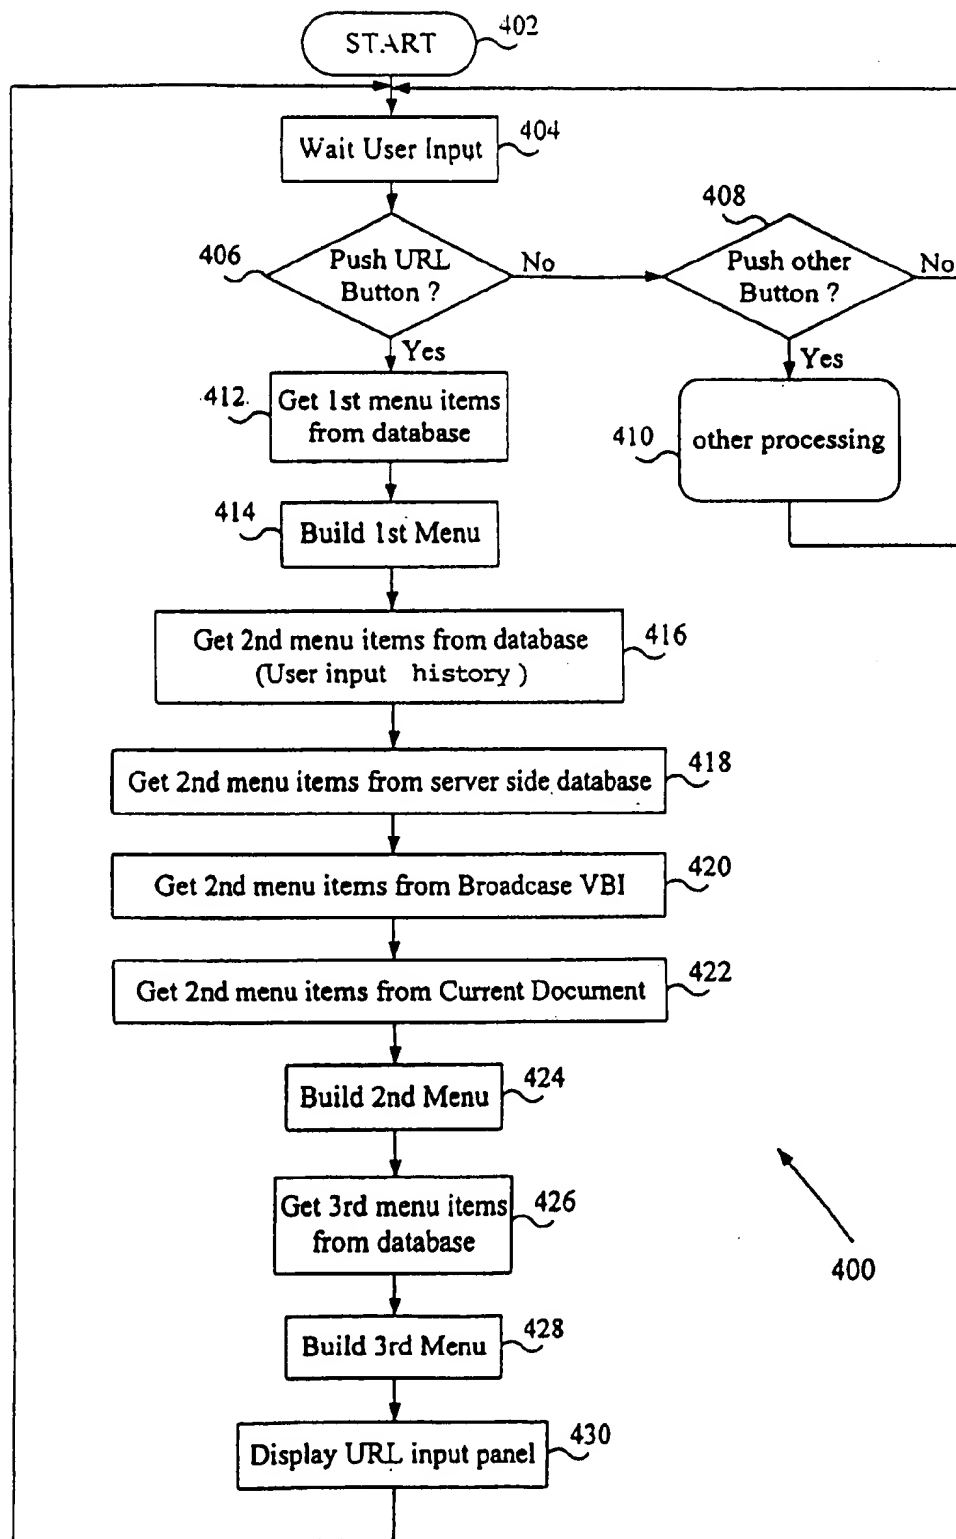 START
402
Wait User Input
404
406
Push URL
Button ?
No
408
Push other
Button ?
No
Yes
Yes
412
Get 1st menu items
from database
410
other processing
414
Build 1st Menu
Get 2nd menu items from database
(User input history )
416
Get 2nd menu items from server side database
418
Get 2nd menu items from Broadcase VBI
420
Get 2nd menu items from Current Document
422
Build 2nd Menu
424
Get 3rd menu items
from database
426
400
Build 3rd Menu
428
Display URL input panel
430